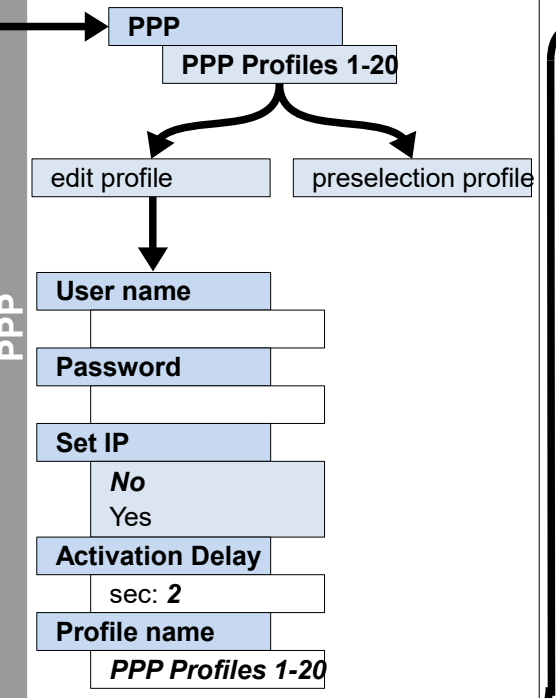 PPP
PPP Profiles 1-20
edit profile
preselection profile
PPP
User name
Password
Set IP
No
Yes
Activation Delay
sec: 2
Profile name
PPP Profiles 1-20